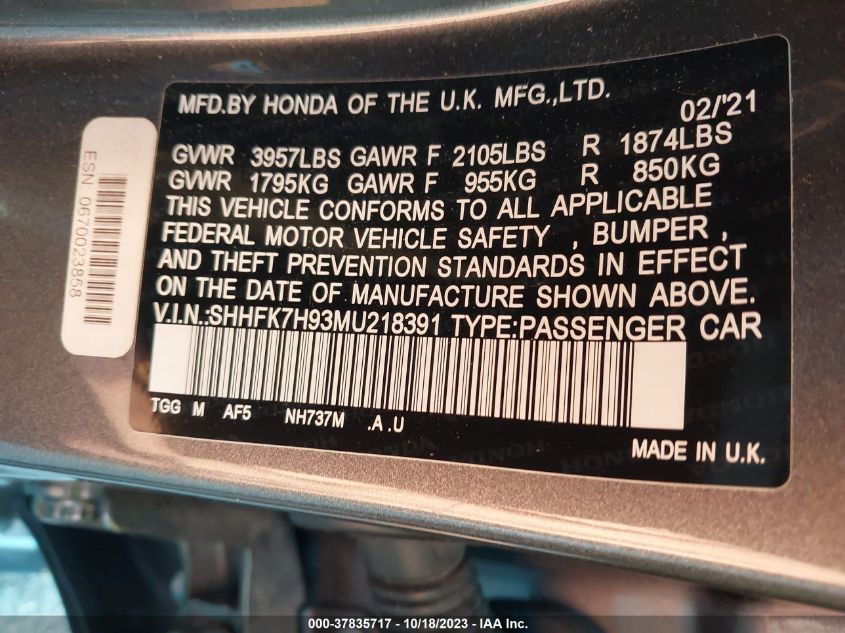 MFD.BY HONDA OF THE U.K. MFG.,LTD.
02/'21
GVWR 3957LBS GAWR F 2105LBS R 1874LBS
GVWR 1795KG GAWR F 955KG R 850KG
THIS VEHICLE CONFORMS TO ALL APPLICABLE
FEDERAL MOTOR VEHICLE SAFETY , BUMPER ,
AND THEFT PREVENTION STANDARDS IN EFFECT
ON THE DATE OF MANUFACTURE SHOWN ABOVE.
V.I.N.:SHHFK7H93MU218391 TYPE:PASSENGER CAR
TGG M AF5 NH737M .A .U
MADE IN U.K.
ESN 0670023858
000-37835717 - 10/18/2023 - IAA Inc.